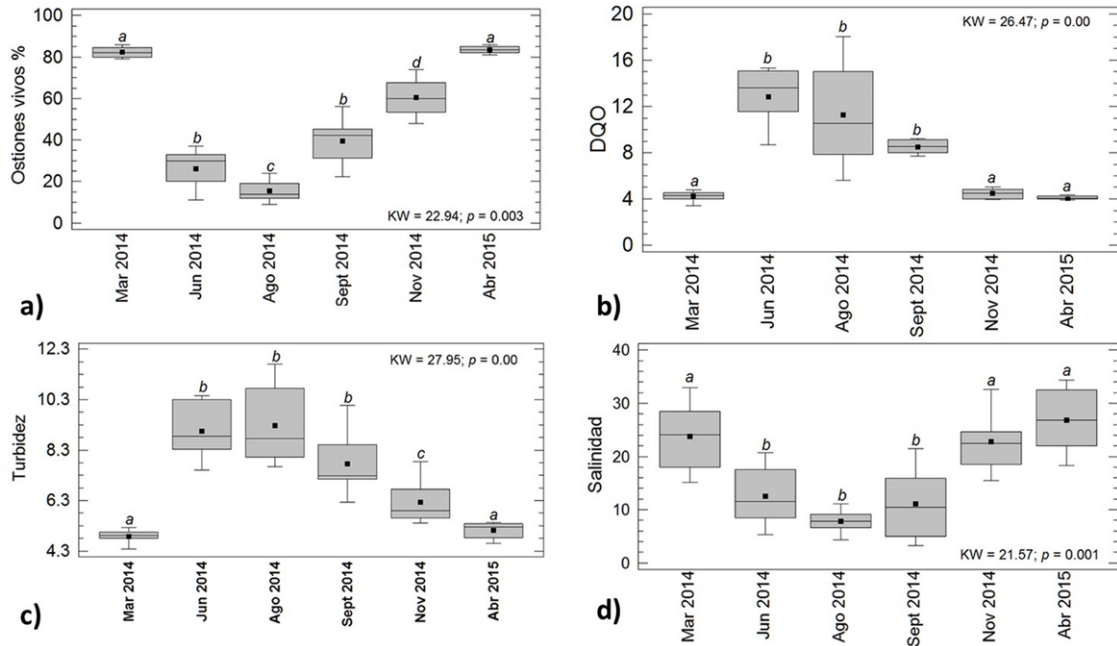 100
80
60
40
20
0
Ostiones vivos %
a
b
c
b
d
a
KW = 22.94; p = 0.003
Mar 2014
Jun 2014
Ago 2014
Sept 2014
Nov 2014
Abr 2015
a)
20
16
12
8
4
0
DQO
KW = 26.47; p = 0.00
a
b
b
b
a
a
Mar 2014
Jun 2014
Ago 2014
Sept 2014
Nov 2014
Abr 2015
b)
12.3
10.3
8.3
6.3
4.3
Turbidez
KW = 27.95; p = 0.00
a
b
b
b
c
a
Mar 2014
Jun 2014
Ago 2014
Sept 2014
Nov 2014
Abr 2015
c)
40
30
20
10
0
Salinidad
a
b
b
b
a
a
KW = 21.57; p = 0.001
Mar 2014
Jun 2014
Ago 2014
Sept 2014
Nov 2014
Abr 2015
d)